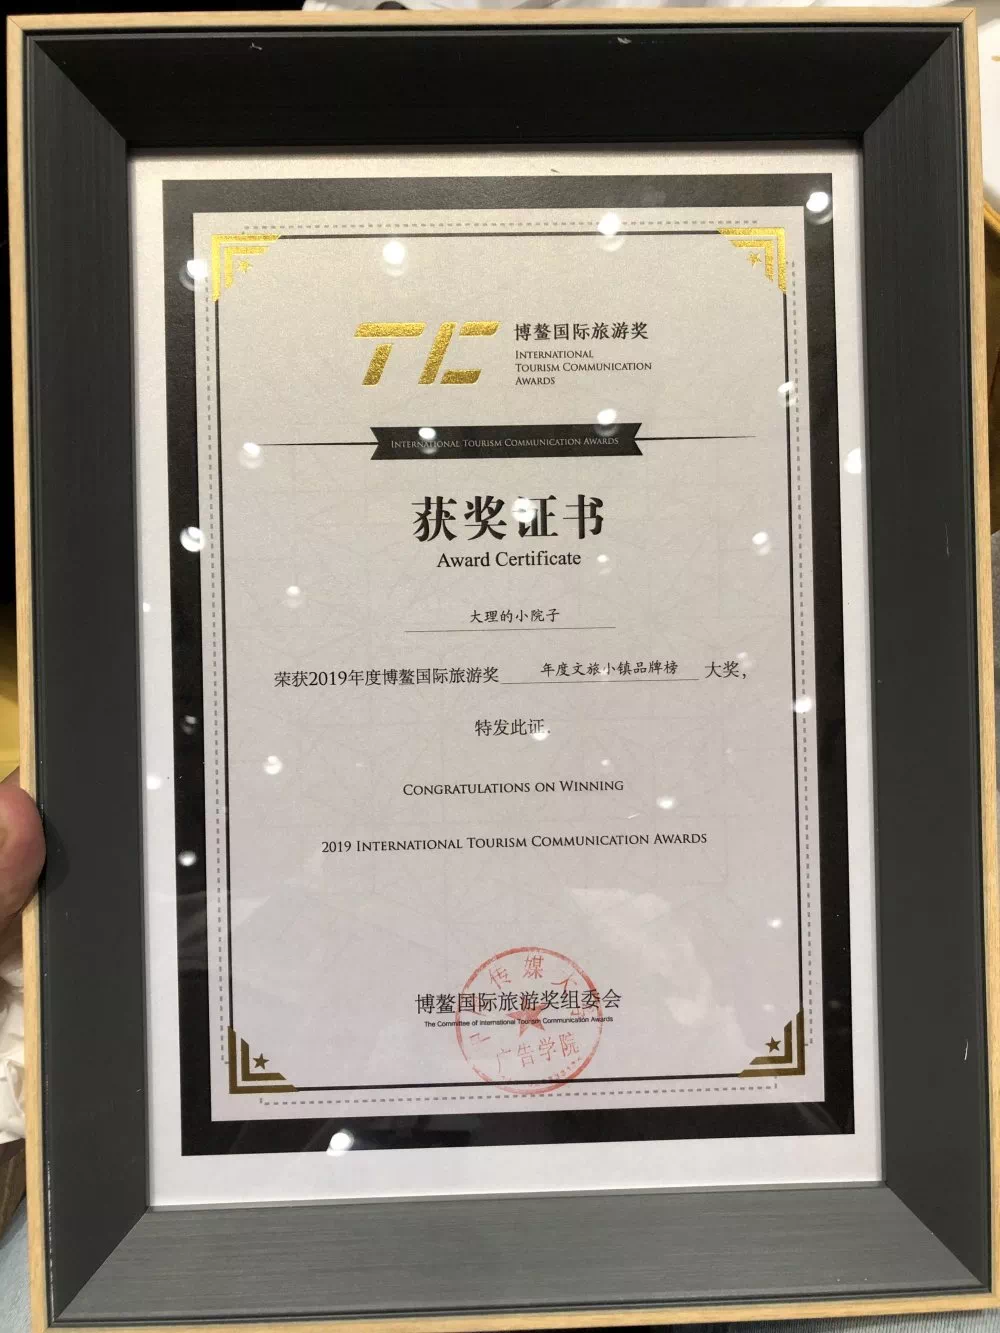 TC
博鳌国际旅游奖
INTERNATIONAL
TOURISM COMMUNICATION
AWARDS
INTERNATIONAL TOURISM COMMUNICATION AWARDS
获奖证书
Award Certificate
大理的小院子
荣获2019年度博鳌国际旅游奖 年度文旅小镇品牌榜 大奖，
特发此证.
CONGRATULATIONS ON WINNING
2019 INTERNATIONAL TOURISM COMMUNICATION AWARDS
传媒大
博鳌国际旅游奖组委会
The Committee of International Tourism Communication Awards
广告学院